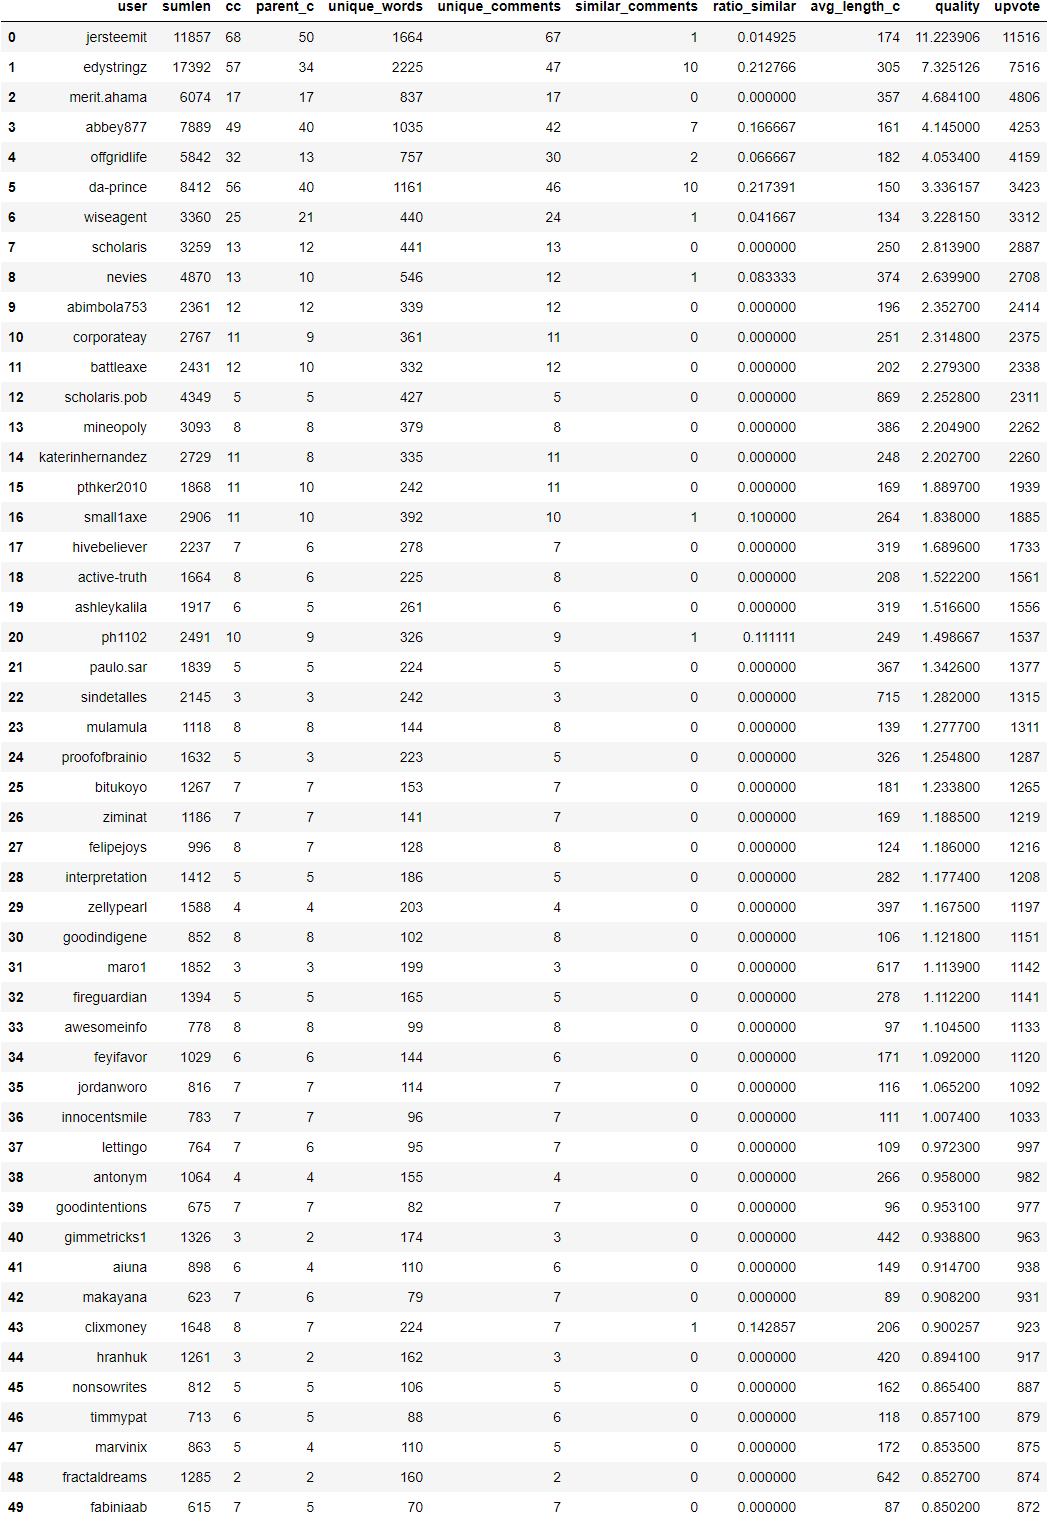 user sumlen cc parent_c unique_words unique_comments similar_comments ratio_similar avg_length_c quality upvote
0 jersteemit 11857 68 50 1664 67 1 0.014925 174 11.223906 11516
1 edystringz 17392 57 34 2225 47 10 0.212766 305 7.325126 7516
2 merit.ahama 6074 17 17 837 17 0 0.000000 357 4.684100 4806
3 abbey877 7889 49 40 1035 42 7 0.166667 161 4.145000 4253
4 offgridlife 5842 32 13 757 30 2 0.066667 182 4.053400 4159
5 da-prince 8412 56 40 1161 46 10 0.217391 150 3.336157 3423
6 wiseagent 3360 25 21 440 24 1 0.041667 134 3.228150 3312
7 scholaris 3259 13 12 441 13 0 0.000000 250 2.813900 2887
8 nevies 4870 13 10 546 12 1 0.083333 374 2.639900 2708
9 abimbola753 2361 12 12 339 12 0 0.000000 196 2.352700 2414
10 corporateay 2767 11 9 361 11 0 0.000000 251 2.314800 2375
11 battleaxe 2431 12 10 332 12 0 0.000000 202 2.279300 2338
12 scholaris.pob 4349 5 5 427 5 0 0.000000 869 2.252800 2311
13 mineopoly 3093 8 8 379 8 0 0.000000 386 2.204900 2262
14 katerinhernandez 2729 11 8 335 11 0 0.000000 248 2.202700 2260
15 pthker2010 1868 11 10 242 11 0 0.000000 169 1.889700 1939
16 small1axe 2906 11 10 392 10 1 0.100000 264 1.838000 1885
17 hivebeliever 2237 7 6 278 7 0 0.000000 319 1.689600 1733
18 active-truth 1664 8 6 225 8 0 0.000000 208 1.522200 1561
19 ashleykalila 1917 6 5 261 6 0 0.000000 319 1.516600 1556
20 ph1102 2491 10 9 326 9 1 0.111111 249 1.498667 1537
21 paulo.sar 1839 5 5 224 5 0 0.000000 367 1.342600 1377
22 sindetalles 2145 3 3 242 3 0 0.000000 715 1.282000 1315
23 mulamula 1118 8 8 144 8 0 0.000000 139 1.277700 1311
24 proofofbrainio 1632 5 3 223 5 0 0.000000 326 1.254800 1287
25 bitukoyo 1267 7 7 153 7 0 0.000000 181 1.233800 1265
26 ziminat 1186 7 7 141 7 0 0.000000 169 1.188500 1219
27 felipejoys 996 8 7 128 8 0 0.000000 124 1.186000 1216
28 interpretation 1412 5 5 186 5 0 0.000000 282 1.177400 1208
29 zellypearl 1588 4 4 203 4 0 0.000000 397 1.167500 1197
30 goodindigene 852 8 8 102 8 0 0.000000 106 1.121800 1151
31 maro1 1852 3 3 199 3 0 0.000000 617 1.113900 1142
32 fireguardian 1394 5 5 165 5 0 0.000000 278 1.112200 1141
33 awesomeinfo 778 8 8 99 8 0 0.000000 97 1.104500 1133
34 feyifavor 1029 6 6 144 6 0 0.000000 171 1.092000 1120
35 jordanworo 816 7 7 114 7 0 0.000000 116 1.065200 1092
36 innocentsmile 783 7 7 96 7 0 0.000000 111 1.007400 1033
37 lettingo 764 7 6 95 7 0 0.000000 109 0.972300 997
38 antonym 1064 4 4 155 4 0 0.000000 266 0.958000 982
39 goodintentions 675 7 7 82 7 0 0.000000 96 0.953100 977
40 gimmetricks1 1326 3 2 174 3 0 0.000000 442 0.938800 963
41 aiuna 898 6 4 110 6 0 0.000000 149 0.914700 938
42 makayana 623 7 6 79 7 0 0.000000 89 0.908200 931
43 clixmoney 1648 8 7 224 7 1 0.142857 206 0.900257 923
44 hranhuk 1261 3 2 162 3 0 0.000000 420 0.894100 917
45 nonsowrites 812 5 5 106 5 0 0.000000 162 0.865400 887
46 timmypat 713 6 5 88 6 0 0.000000 118 0.857100 879
47 marvinix 863 5 4 110 5 0 0.000000 172 0.853500 875
48 fractaldreams 1285 2 2 160 2 0 0.000000 642 0.852700 874
49 fabiniaab 615 7 5 70 7 0 0.000000 87 0.850200 872